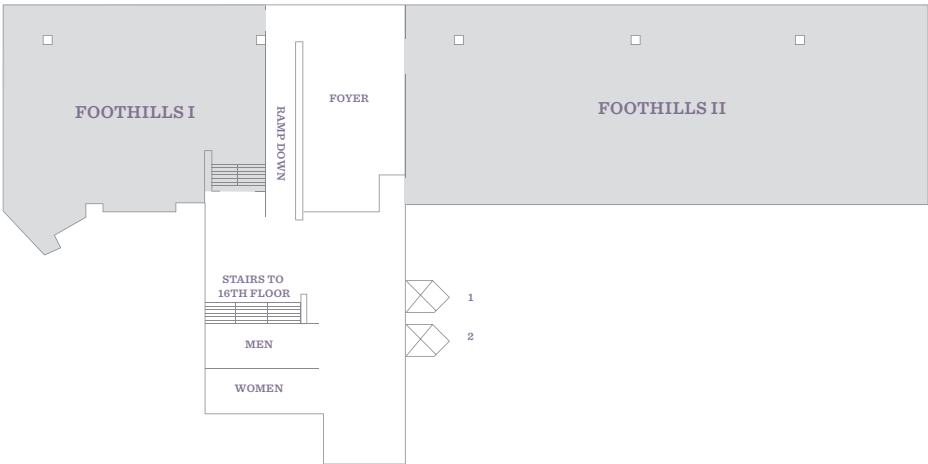 FOOTHILLS I
RAMP DOWN
FOYER
FOOTHILLS II
STAIRS TO
16TH FLOOR
1
2
MEN
WOMEN